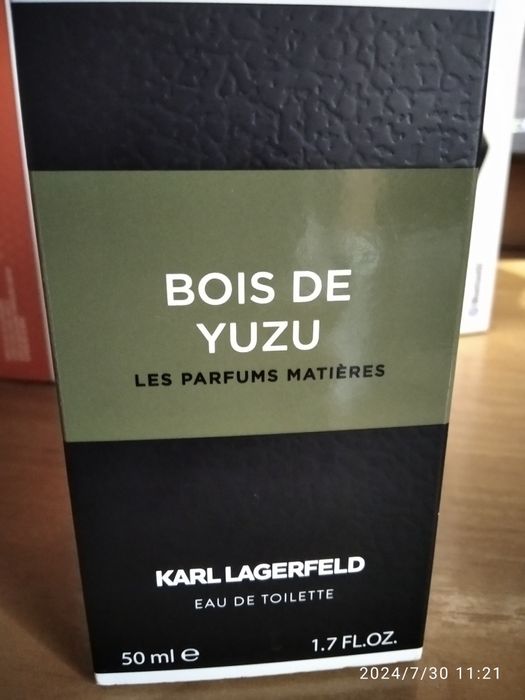 BOIS DE
YUZU
LES PARFUMS MATIÈRES
KARL LAGERFELD
EAU DE TOILETTE
50 ml ℮
1.7 FL.OZ.
2024/7/30 11:21